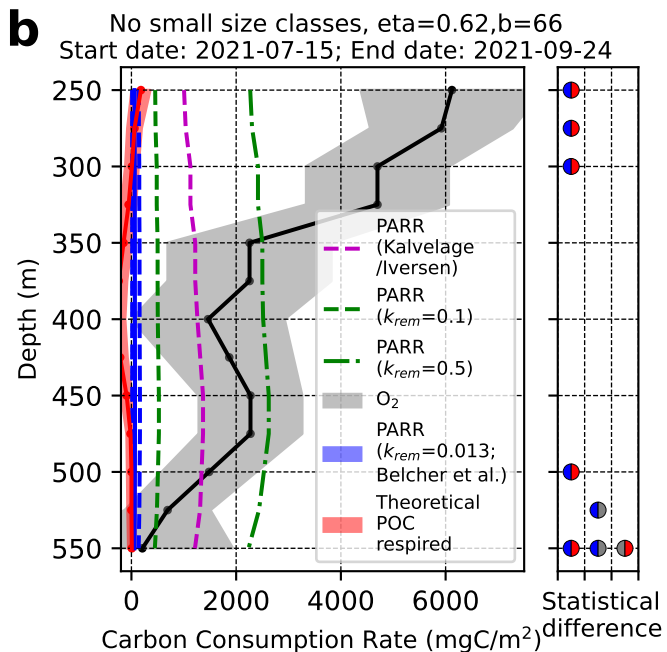 b
No small size classes, eta=0.62,b=66
Start date: 2021-07-15; End date: 2021-09-24
250
300
350
400
450
500
550
Depth (m)
PARR
(Kalvelage
/Iversen)
PARR
(k_rem=0.1)
PARR
(k_rem=0.5)
O₂
PARR
(k_rem=0.013;
Belcher et al.)
Theoretical
POC
respired
0 2000 4000 6000
Carbon Consumption Rate (mgC/m²)
Statistical
difference